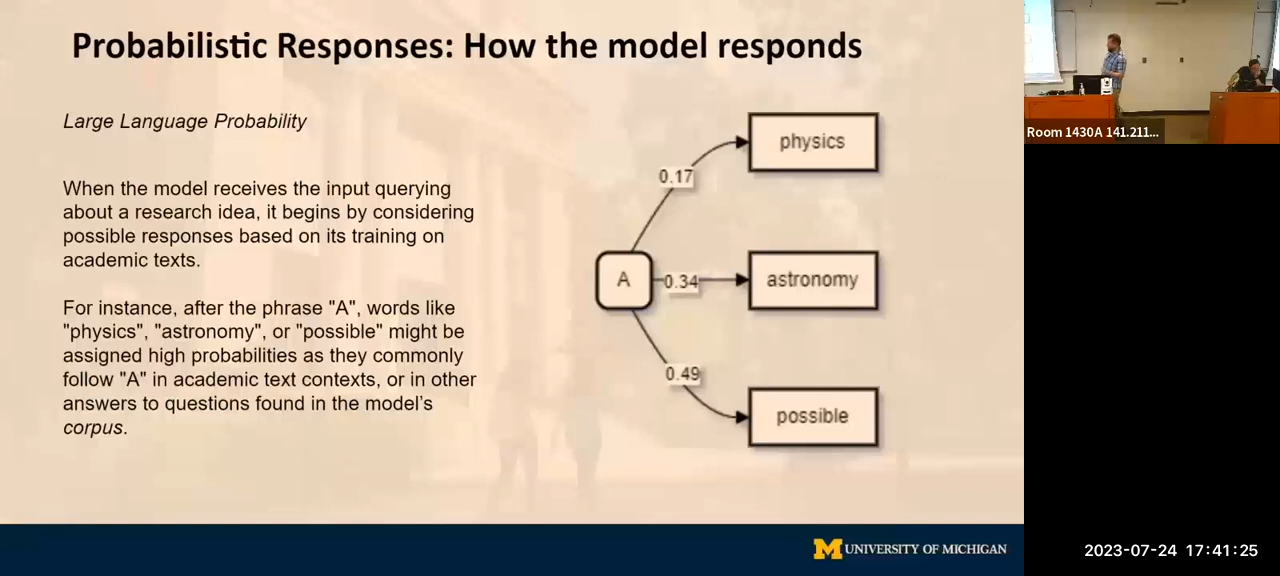 Probabilistic Responses: How the model responds
Large Language Probability
When the model receives the input querying
about a research idea, it begins by considering
possible responses based on its training on
academic texts.
For instance, after the phrase "A", words like
"physics", "astronomy", or "possible" might be
assigned high probabilities as they commonly
follow "A" in academic text contexts, or in other
answers to questions found in the model's
corpus.
physics
0.17
A
0.34
astronomy
0.49
possible
M UNIVERSITY OF MICHIGAN
Room 1430A 141.211...
2023-07-24 17:41:25